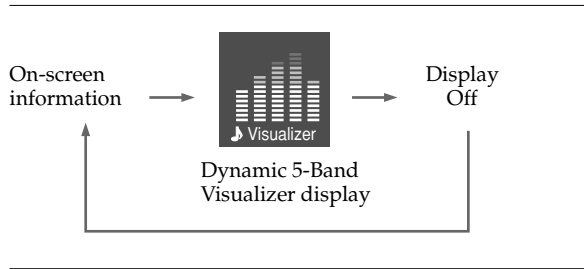 On-screen
information
Display
Off
♪ Visualizer
Dynamic 5-Band
Visualizer display